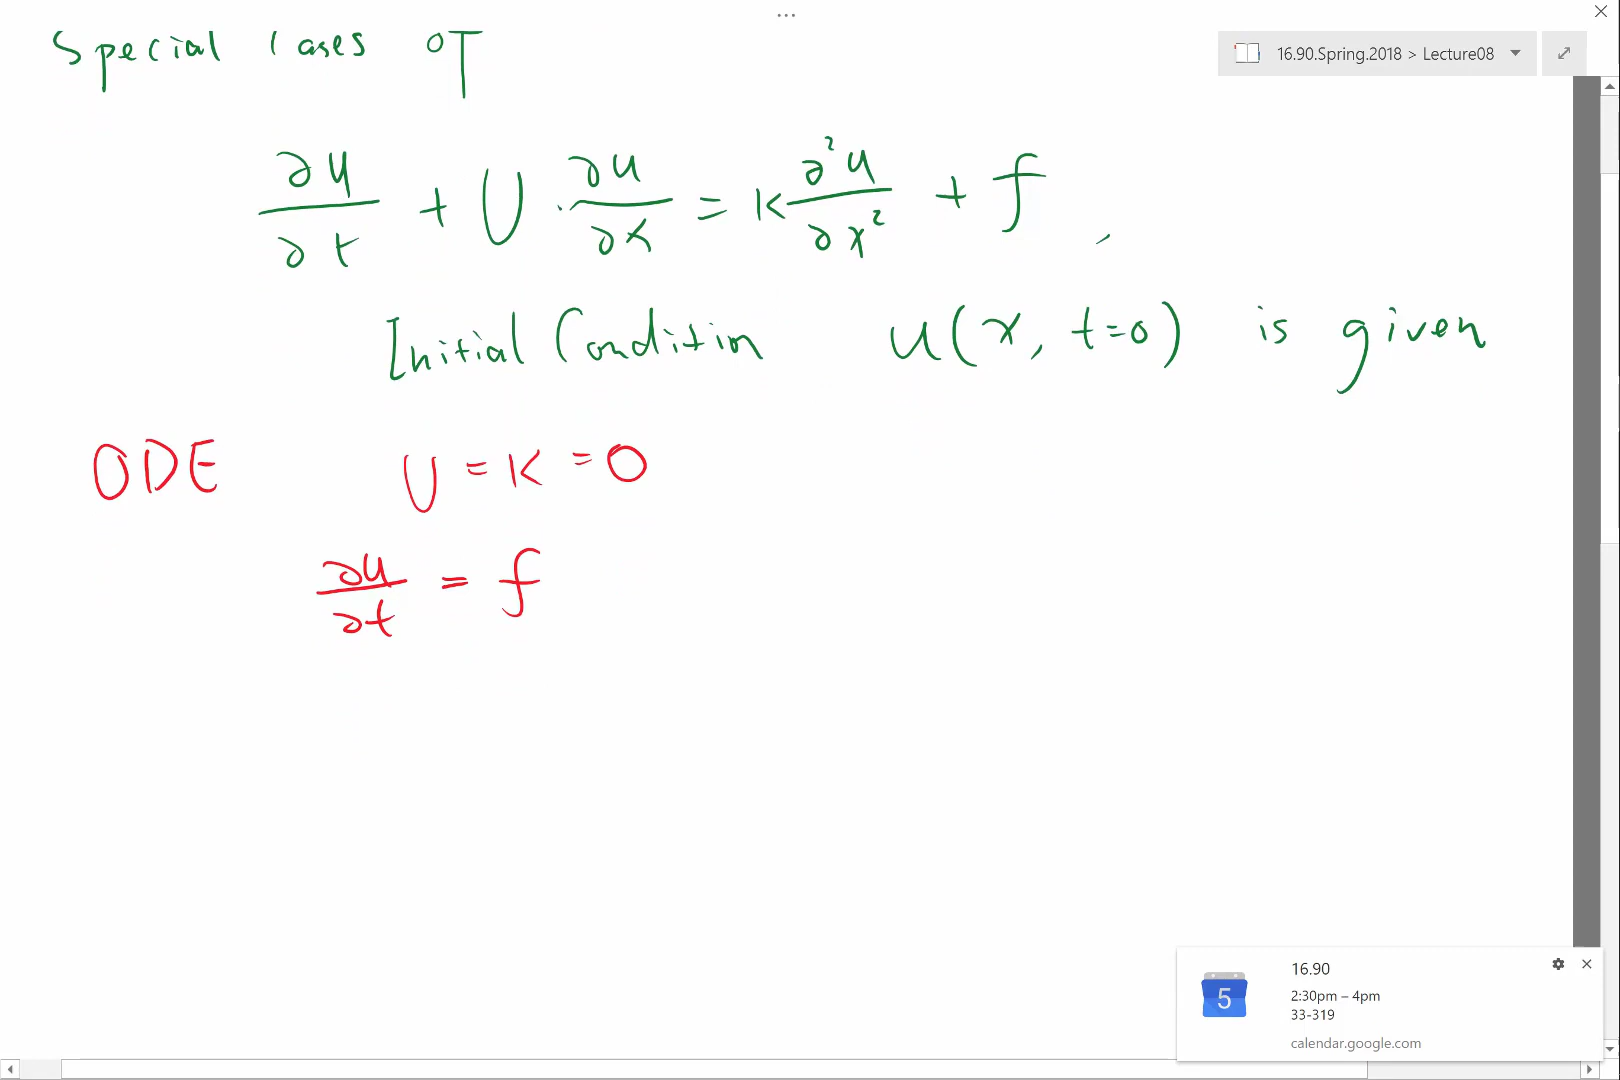 ...
16.90.Spring.2018 > Lecture08
Special Cases of
∂u/∂t + U · ∂u/∂x = κ ∂²u/∂x² + f ,
Initial Condition u(x, t=0) is given
ODE U = κ = 0
∂u/∂t = f
16.90
2:30pm – 4pm
33-319
calendar.google.com
5